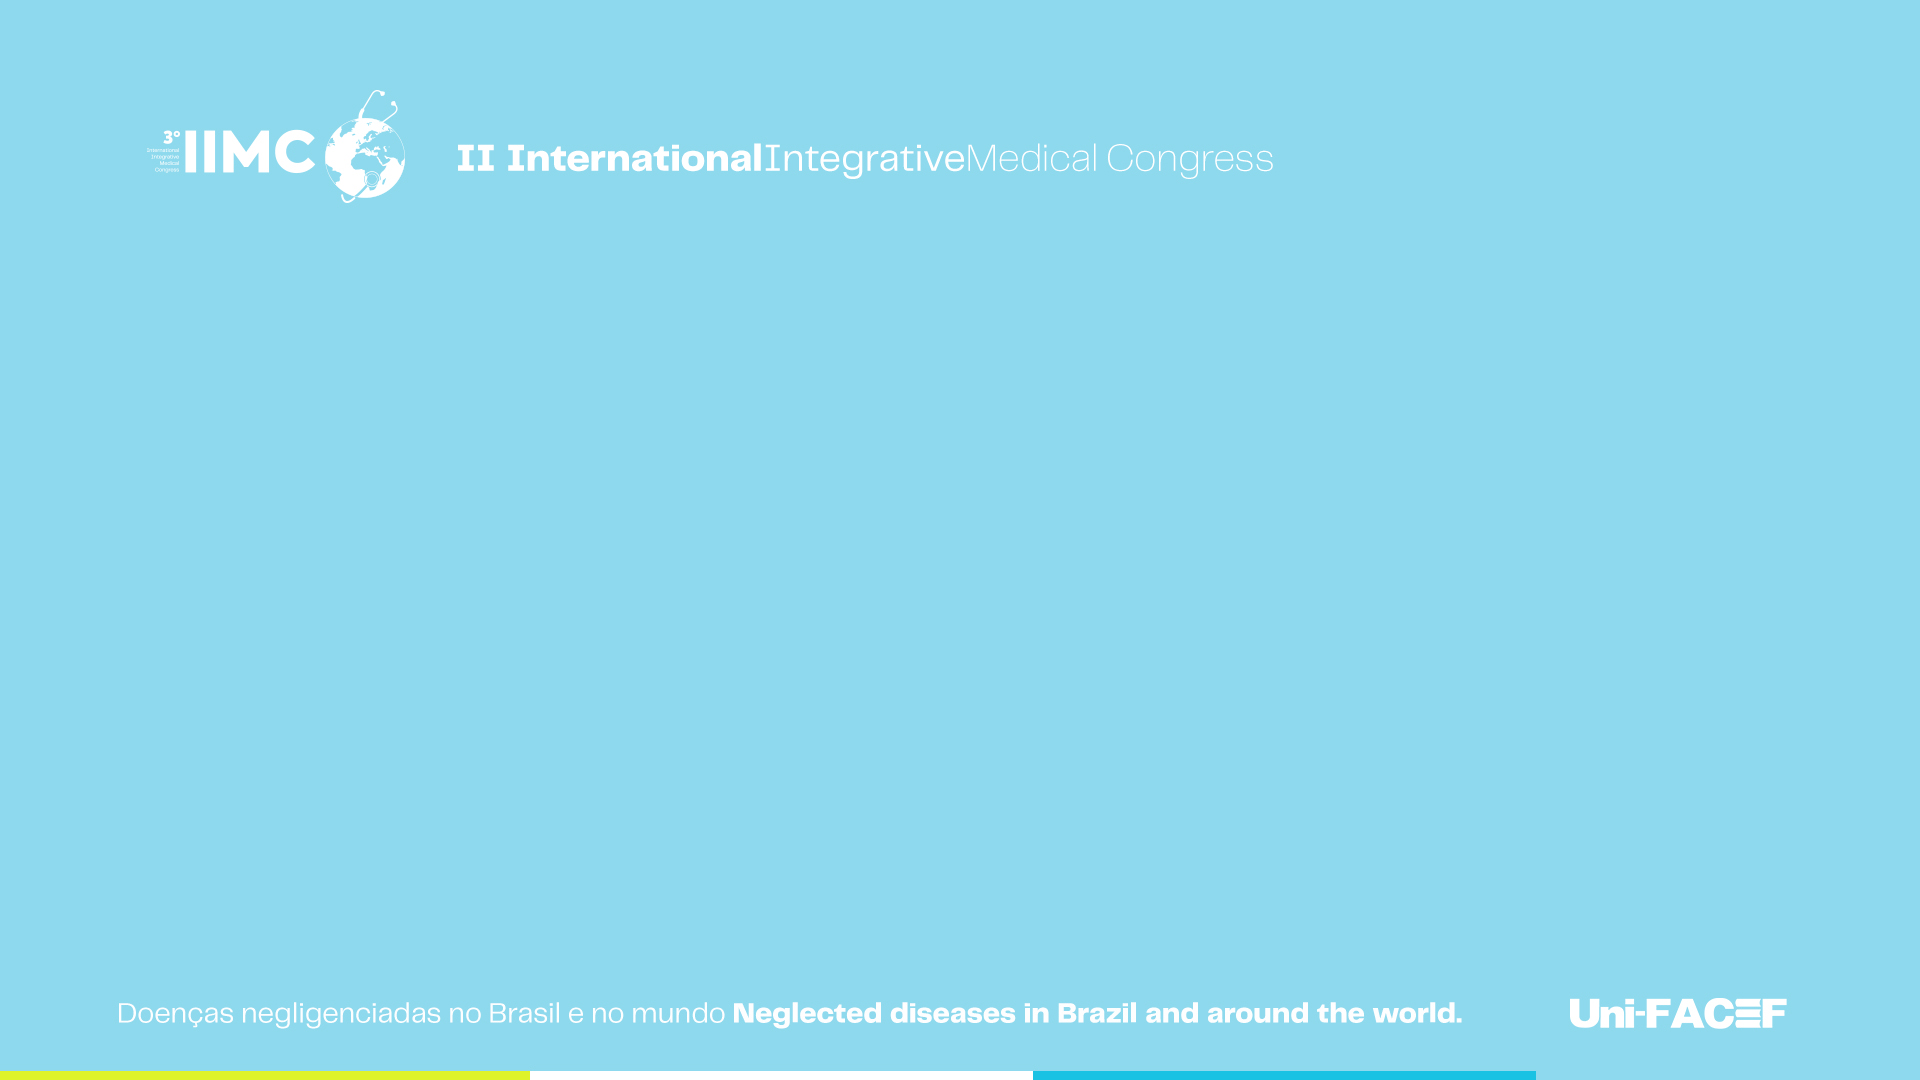 3º
International
Integrative
Medical
Congress
IIMC
II InternationalIntegrativeMedical Congress
Doenças negligenciadas no Brasil e no mundo Neglected diseases in Brazil and around the world.
Uni-FACEF